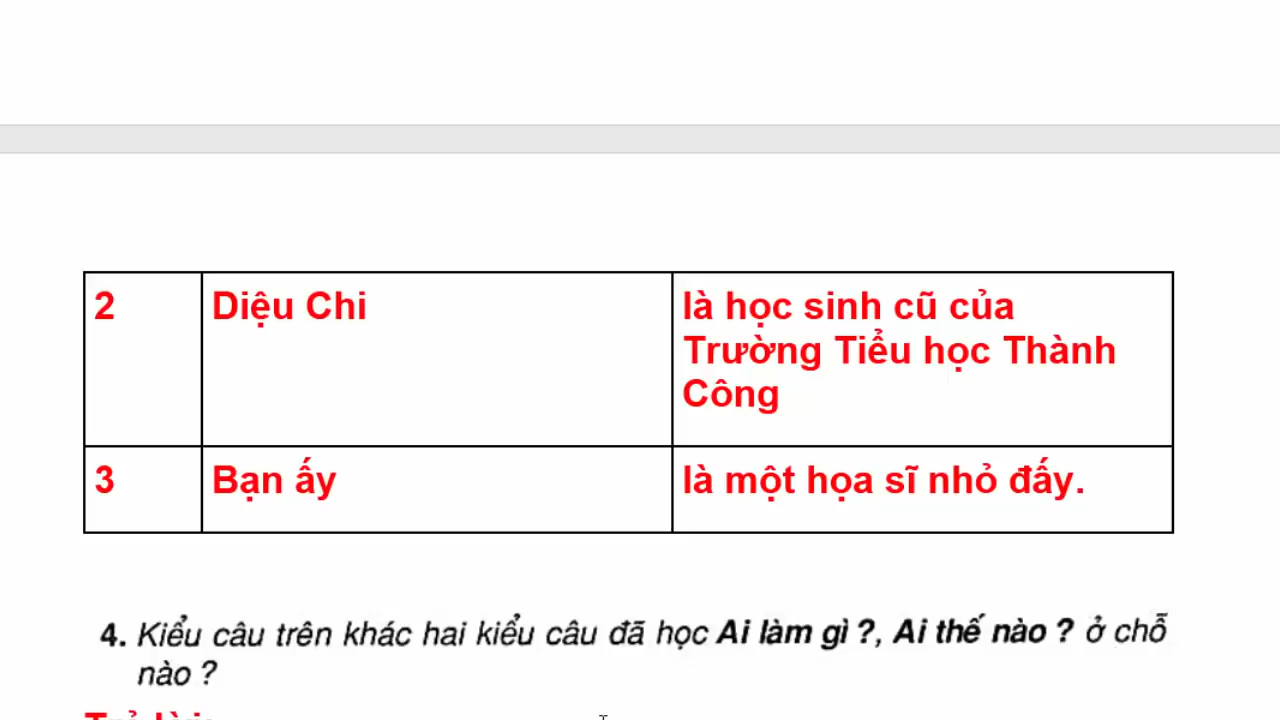 2 Diệu Chi là học sinh cũ của
Trường Tiểu học Thành
Công
3 Bạn ấy là một họa sĩ nhỏ đấy.
4. Kiểu câu trên khác hai kiểu câu đã học Ai làm gì ?, Ai thế nào ? ở chỗ
nào ?
Trả lời: